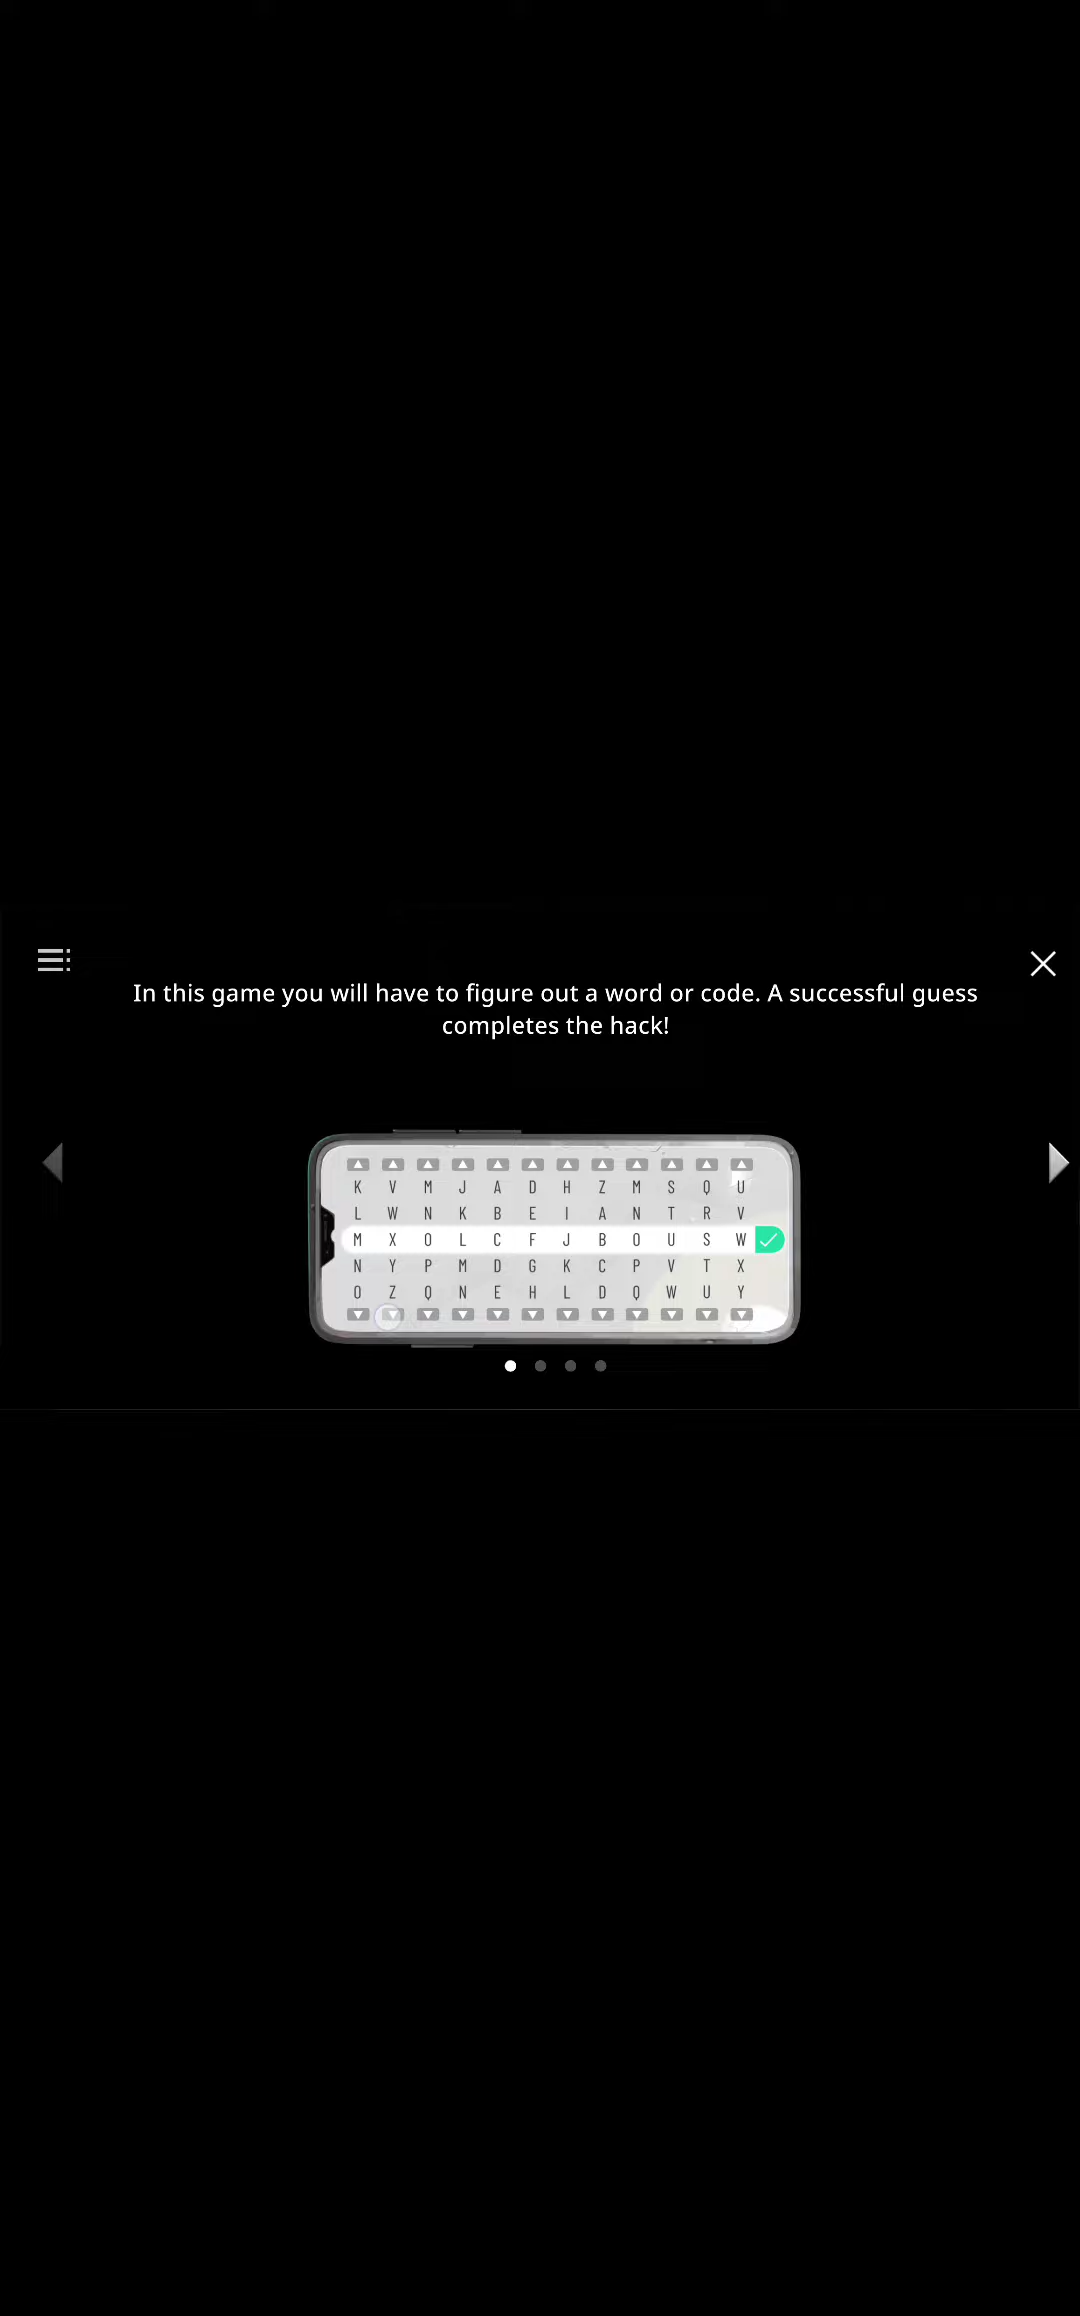 In this game you will have to figure out a word or code. A successful guess
completes the hack!
K V M J A D H Z M S Q U
L W N K B E I A N T R V
M X O L C F J B O U S W
N Y P M D G K C P V T X
O Z Q N E H L D Q W U Y